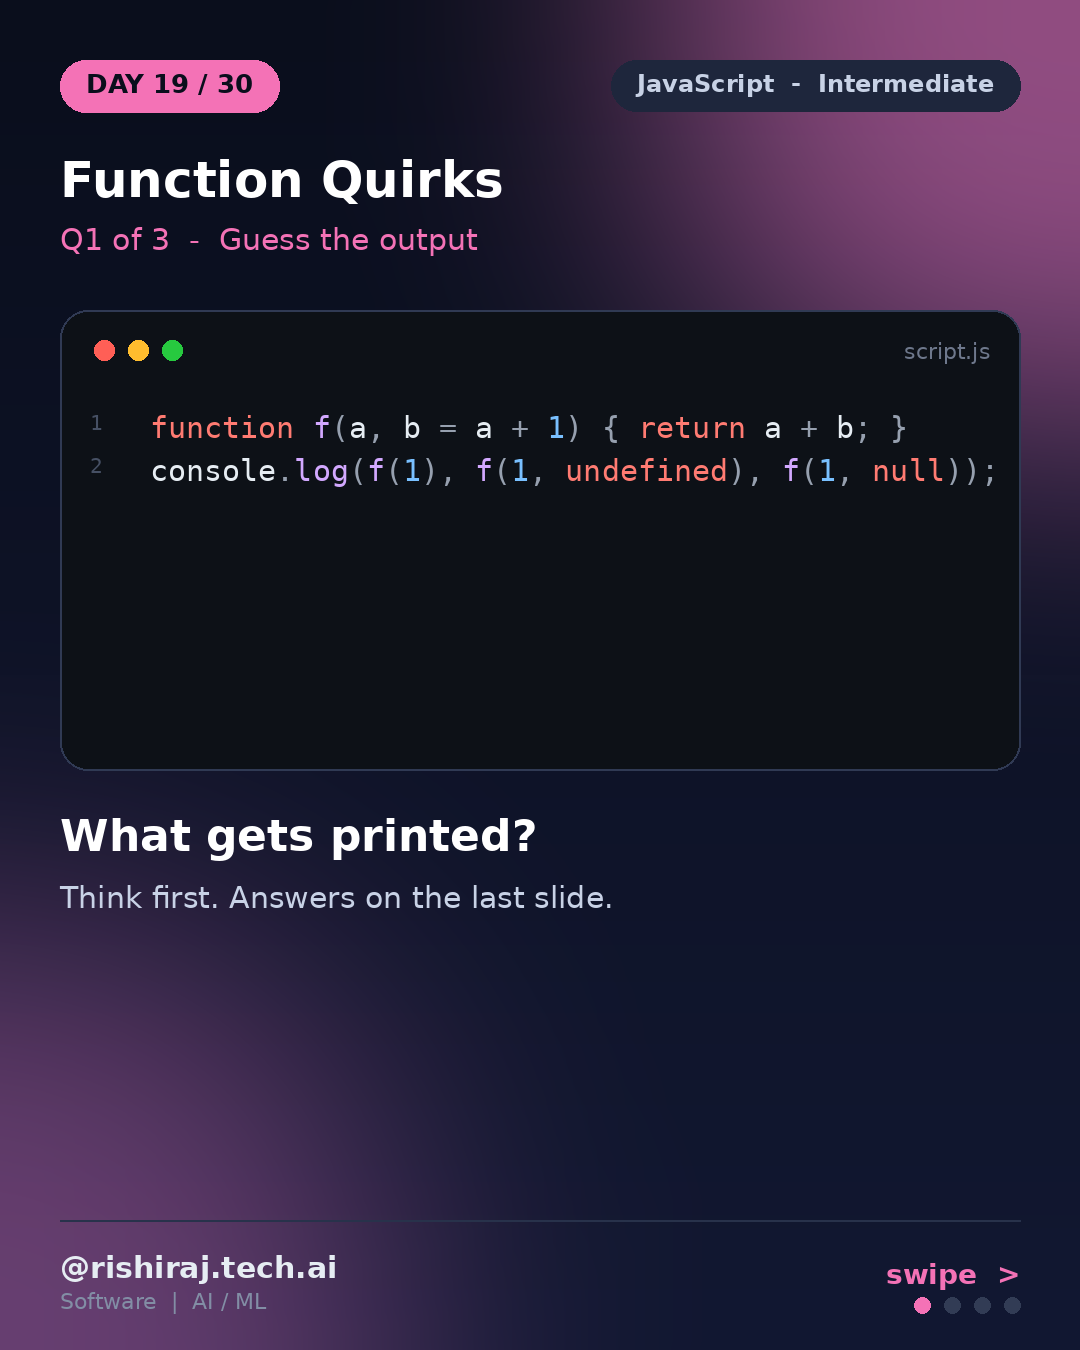 DAY 19 / 30
JavaScript - Intermediate
Function Quirks
Q1 of 3 - Guess the output
script.js
1 function f(a, b = a + 1) { return a + b; }
2 console.log(f(1), f(1, undefined), f(1, null));
What gets printed?
Think first. Answers on the last slide.
@rishiraj.tech.ai
Software | AI / ML
swipe >